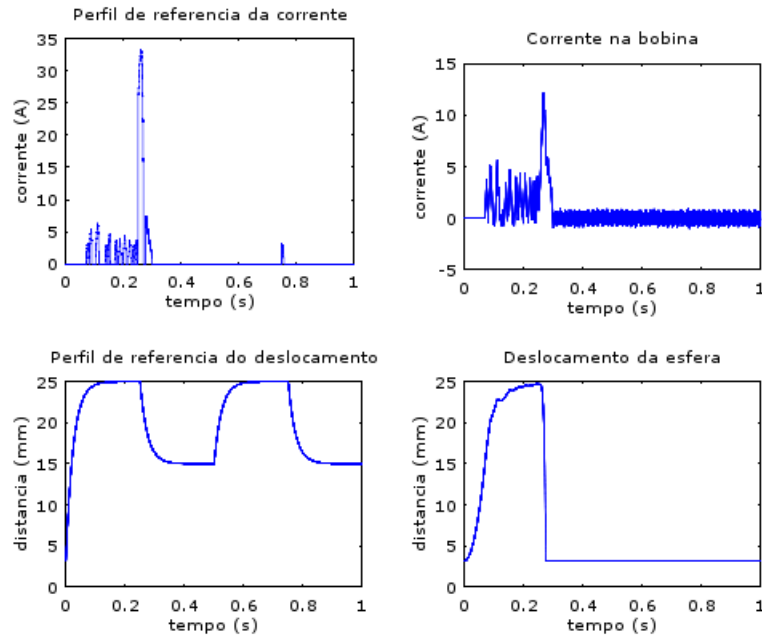 Perfil de referencia da corrente
35
30
25
20
15
10
5
0
corrente (A)
0 0.2 0.4 0.6 0.8 1
tempo (s)
Corrente na bobina
15
10
5
0
-5
corrente (A)
0 0.2 0.4 0.6 0.8 1
tempo (s)
Perfil de referencia do deslocamento
25
20
15
10
5
0
distancia (mm)
0 0.2 0.4 0.6 0.8 1
tempo (s)
Deslocamento da esfera
25
20
15
10
5
0
distancia (mm)
0 0.2 0.4 0.6 0.8 1
tempo (s)